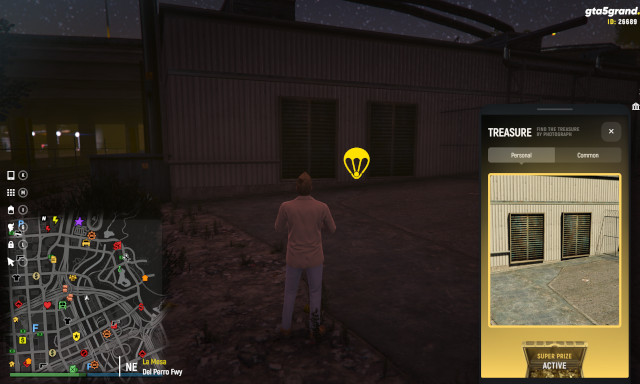 gta5grand.
ID: 26689
TREASURE
FIND THE TREASURE
BY PHOTOGRAPH
Personal
Common
SUPER PRIZE
ACTIVE
NE
La Mesa
Del Perro Fwy